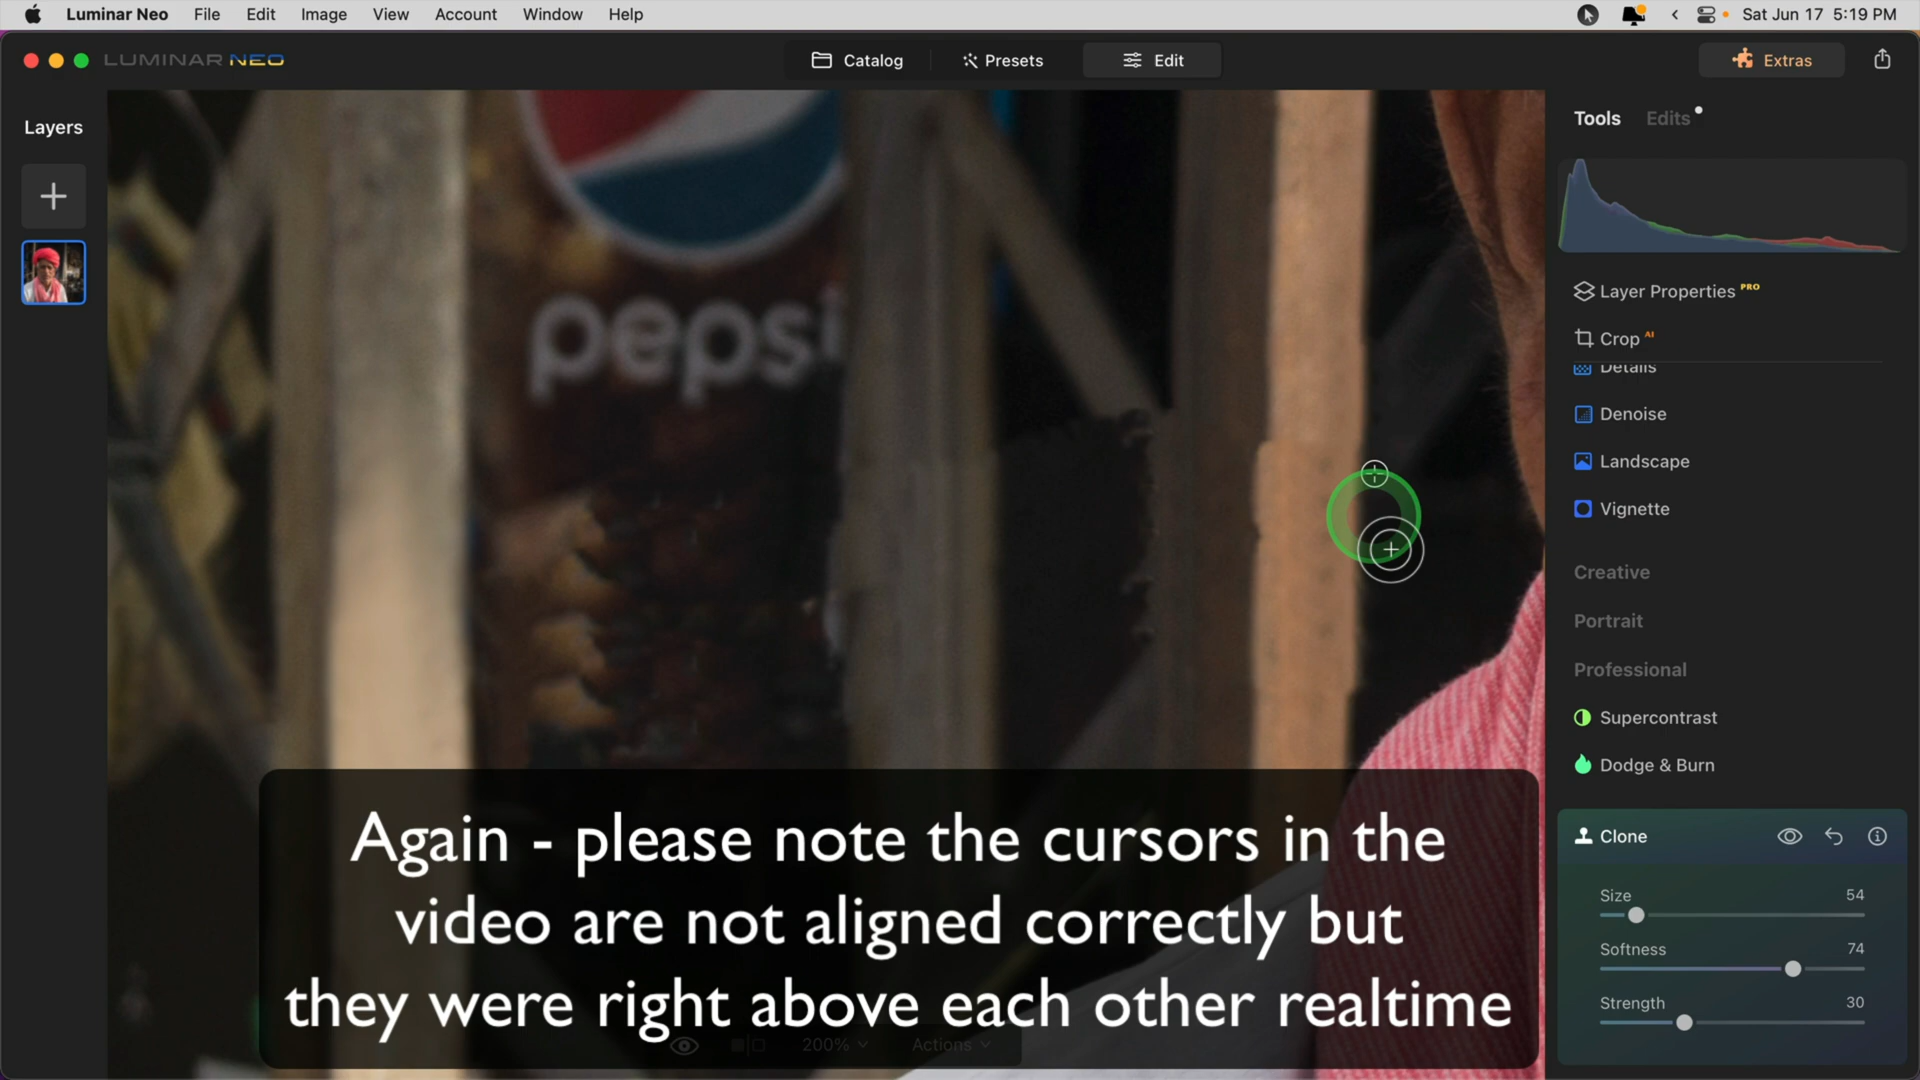 Luminar Neo File Edit Image View Account Window Help
Sat Jun 17 5:19 PM
LUMINAR NEO
Catalog
Presets
Edit
Extras
Layers
Tools Edits
Layer Properties PRO
Crop AI
Details
Denoise
Landscape
Vignette
Creative
Portrait
Professional
Supercontrast
Dodge & Burn
Clone
Size 54
Softness 74
Strength 30
pepsi
Again - please note the cursors in the
video are not aligned correctly but
they were right above each other realtime
200% Actions